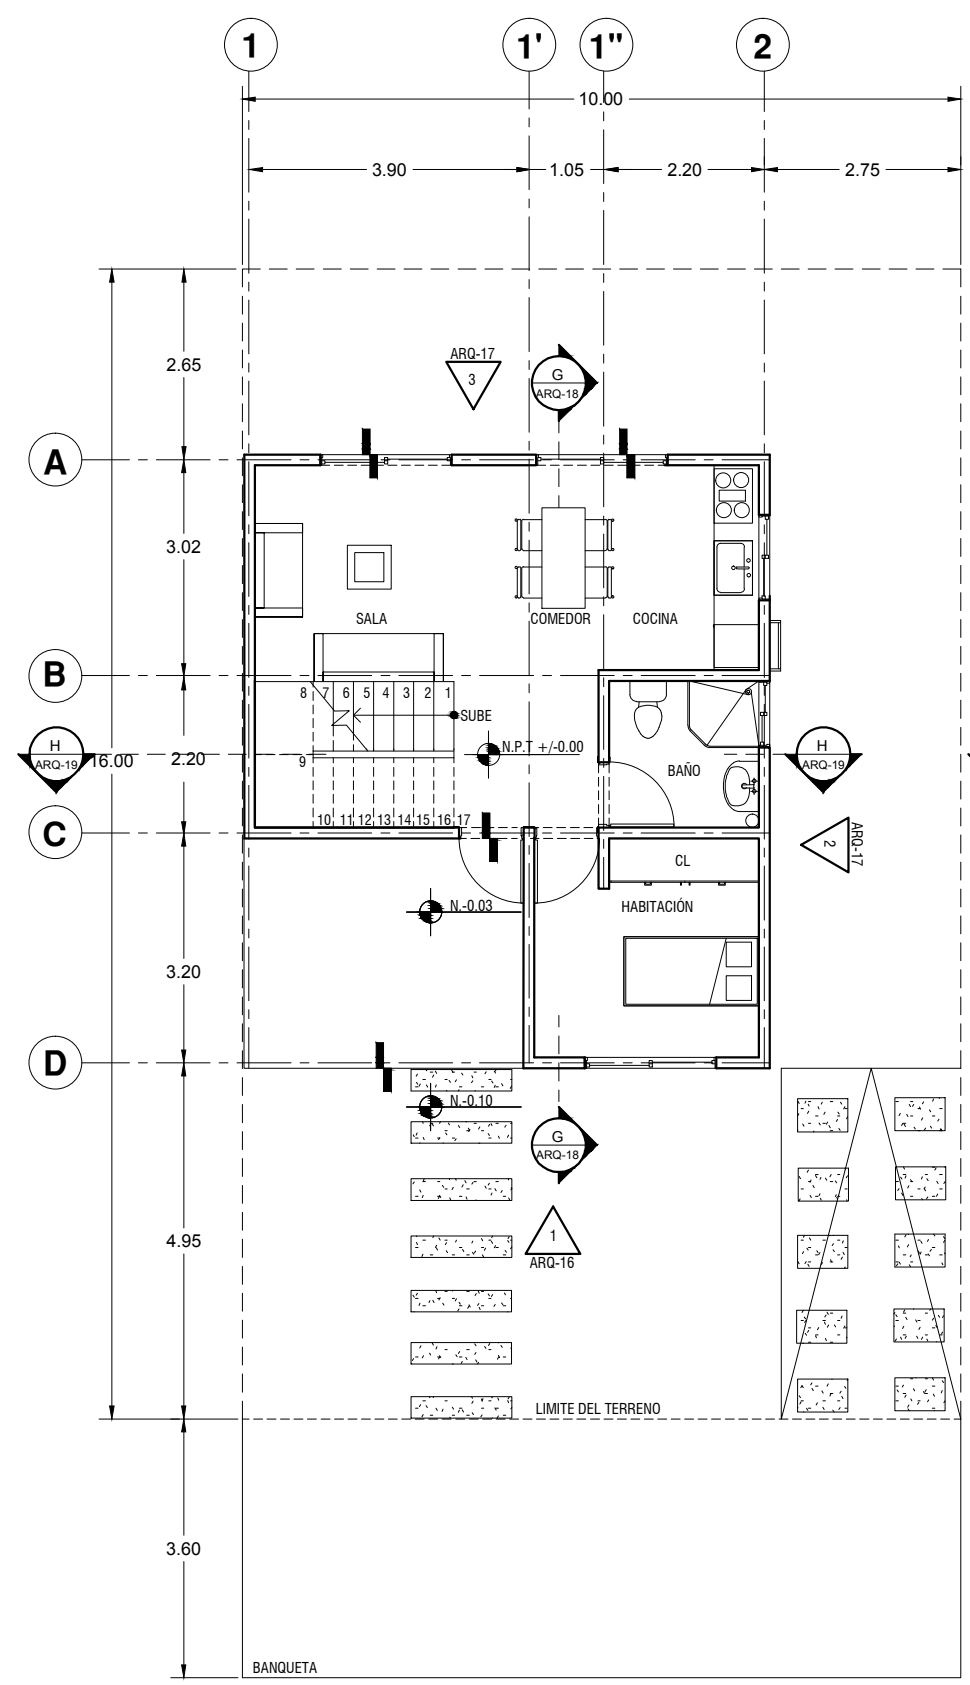 1 1' 1" 2
10.00
3.90 1.05 2.20 2.75
2.65
ARQ-17
3
G
ARQ-18
A
3.02
SALA COMEDOR COCINA
B
8 7 6 5 4 3 2 1
SUBE
H
ARQ-19
16.00
2.20
9
N.P.T +/-0.00
BAÑO
H
ARQ-19
10 11 12 13 14 15 16 17
C
2
ARQ-17
CL
N.-0.03
HABITACIÓN
3.20
D
N.-0.10
G
ARQ-18
1
ARQ-16
4.95
LIMITE DEL TERRENO
3.60
BANQUETA